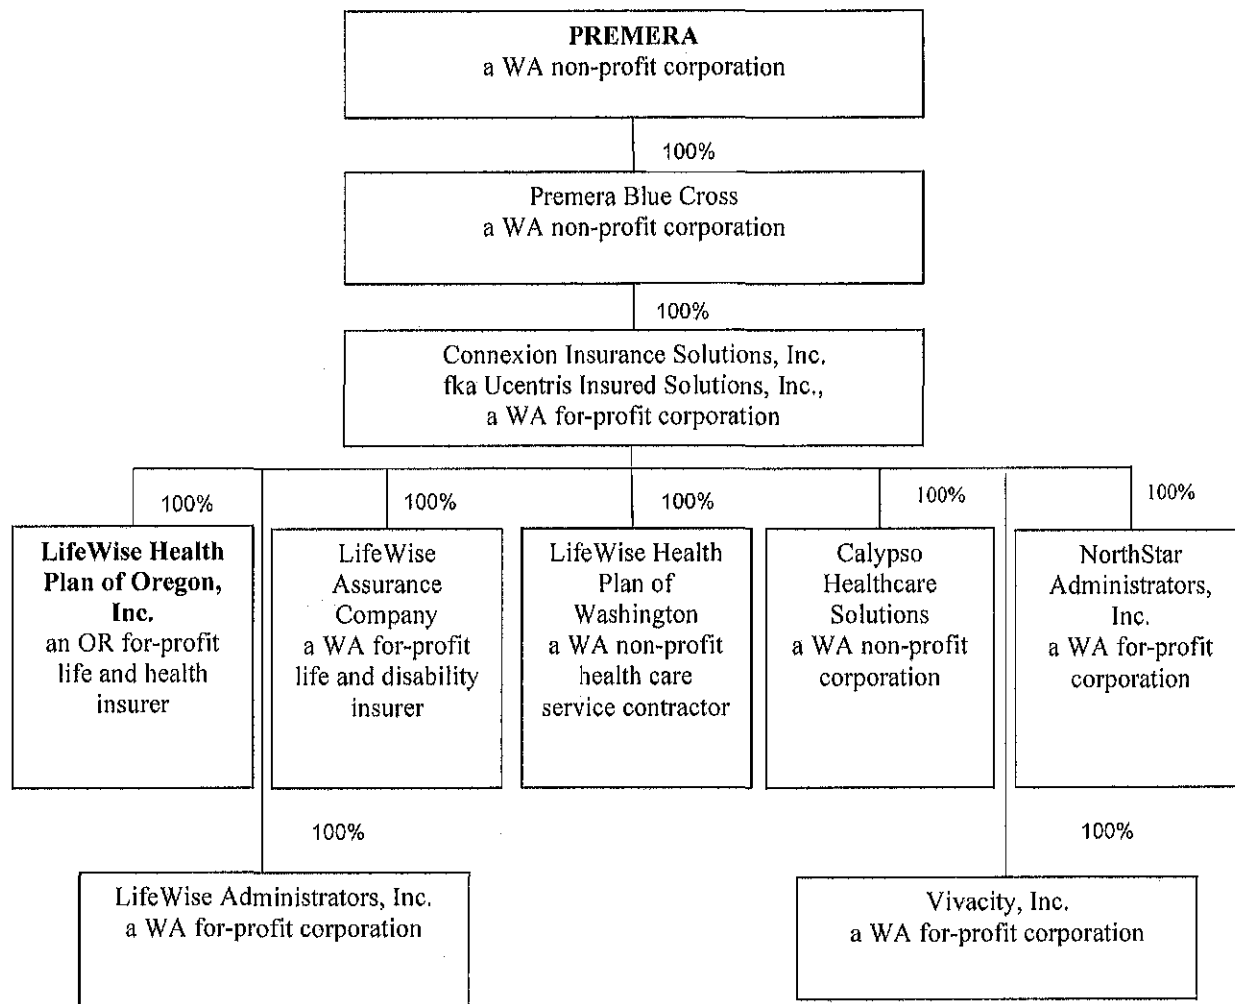 PREMERA
a WA non-profit corporation
100%
Premera Blue Cross
a WA non-profit corporation
100%
Connexion Insurance Solutions, Inc.
fka Ucentris Insured Solutions, Inc.,
a WA for-profit corporation
100%
LifeWise Health
Plan of Oregon,
Inc.
an OR for-profit
life and health
insurer
100%
LifeWise
Assurance
Company
a WA for-profit
life and disability
insurer
100%
LifeWise Health
Plan of
Washington
a WA non-profit
health care
service contractor
100%
Calypso
Healthcare
Solutions
a WA non-profit
corporation
100%
NorthStar
Administrators,
Inc.
a WA for-profit
corporation
100%
LifeWise Administrators, Inc.
a WA for-profit corporation
100%
Vivacity, Inc.
a WA for-profit corporation